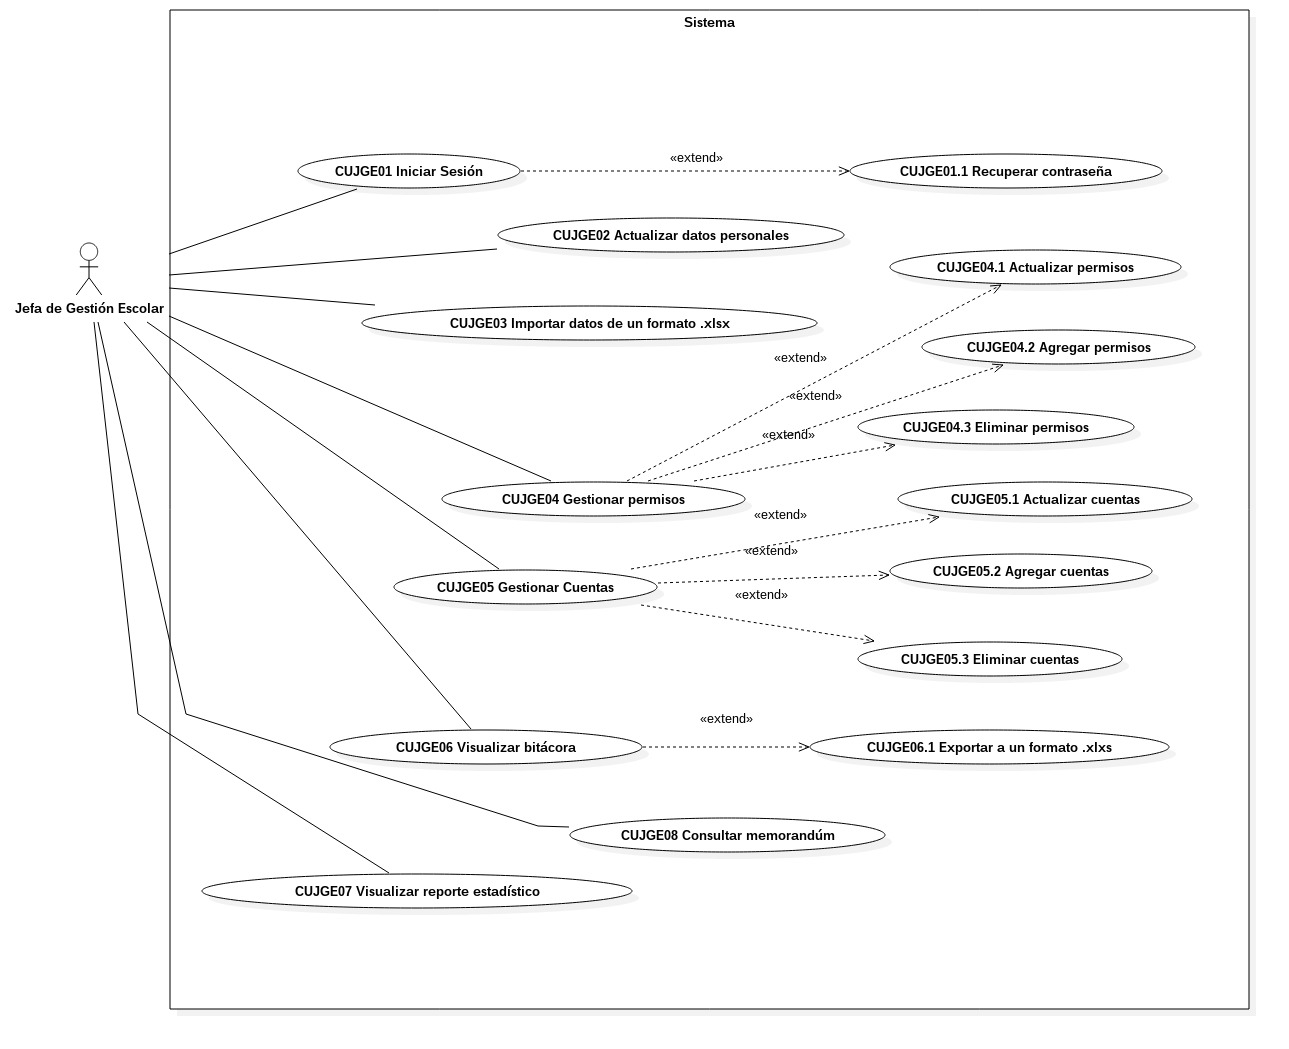 Sistema
«extend»
CUJGE01 Iniciar Sesión
CUJGE01.1 Recuperar contraseña
CUJGE02 Actualizar datos personales
CUJGE04.1 Actualizar permisos
Jefa de Gestión Escolar
CUJGE03 Importar datos de un formato .xlsx
CUJGE04.2 Agregar permisos
«extend»
«extend»
CUJGE04.3 Eliminar permisos
«extend»
CUJGE04 Gestionar permisos
CUJGE05.1 Actualizar cuentas
«extend»
«extend»
CUJGE05.2 Agregar cuentas
CUJGE05 Gestionar Cuentas
«extend»
CUJGE05.3 Eliminar cuentas
«extend»
CUJGE06 Visualizar bitácora
CUJGE06.1 Exportar a un formato .xlxs
CUJGE08 Consultar memorandúm
CUJGE07 Visualizar reporte estadístico